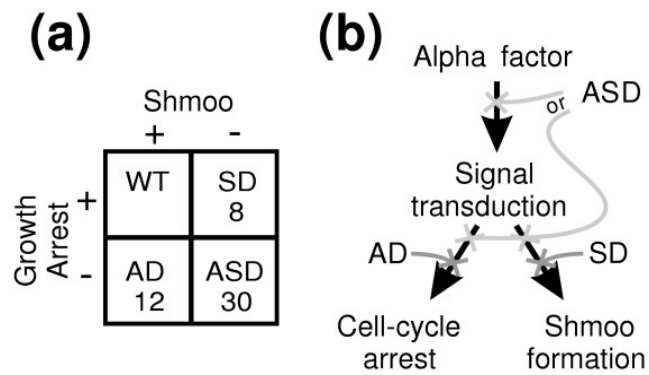 (a)
Shmoo
+ -
Growth
Arrest
+
-
WT
SD
8
AD
12
ASD
30
(b)
Alpha factor
or
ASD
Signal
transduction
AD
SD
Cell-cycle
arrest
Shmoo
formation